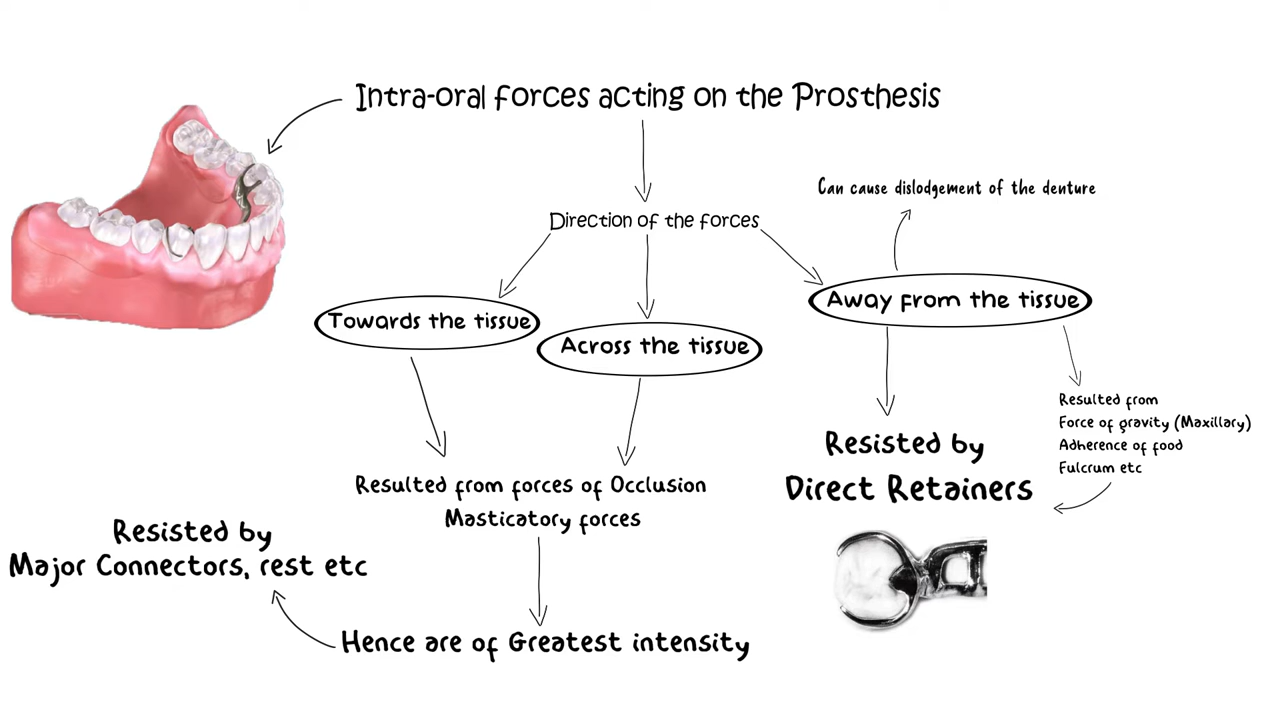 Intra-oral forces acting on the Prosthesis
Can cause dislodgement of the denture
Direction of the forces
Towards the tissue
Across the tissue
Away from the tissue
Resulted from
Force of gravity (Maxillary)
Adherence of food
Fulcrum etc
Resisted by
Direct Retainers
Resulted from forces of Occlusion
Masticatory forces
Resisted by
Major Connectors, rest etc
Hence are of Greatest intensity